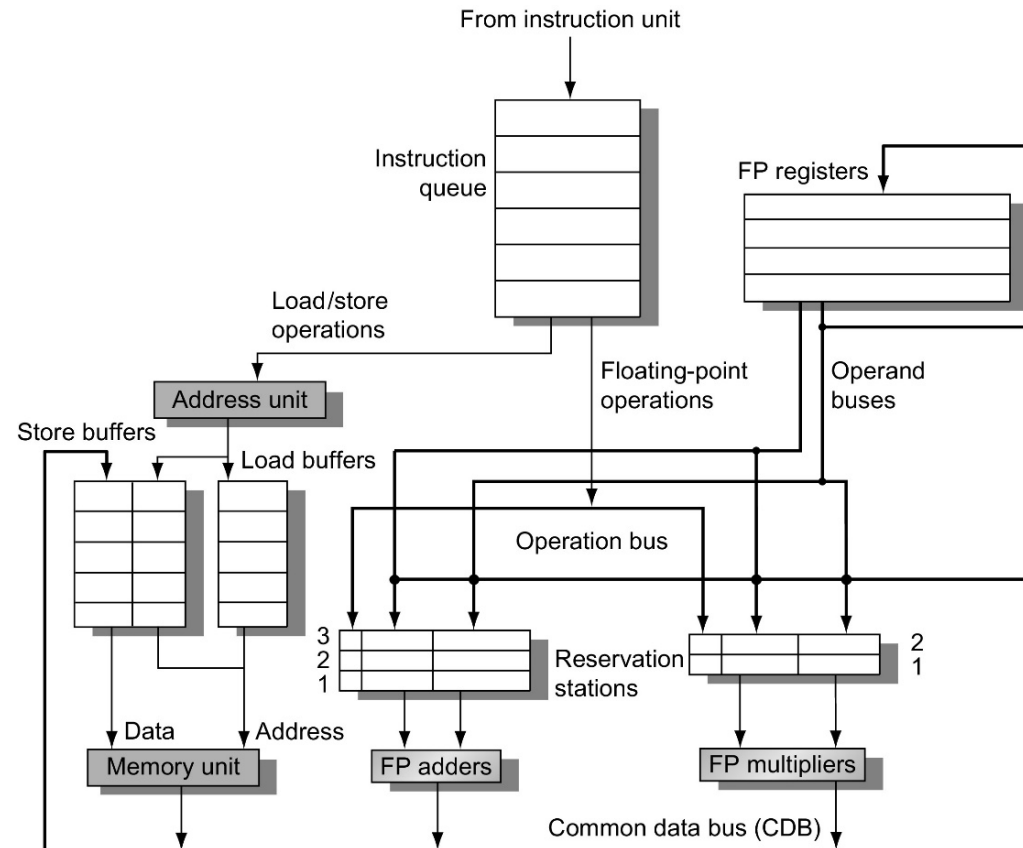 From instruction unit
Instruction
queue
FP registers
Load/store
operations
Floating-point
operations
Operand
buses
Address unit
Store buffers
Load buffers
Operation bus
3
2
1
Reservation
stations
2
1
Data
Address
Memory unit
FP adders
FP multipliers
Common data bus (CDB)